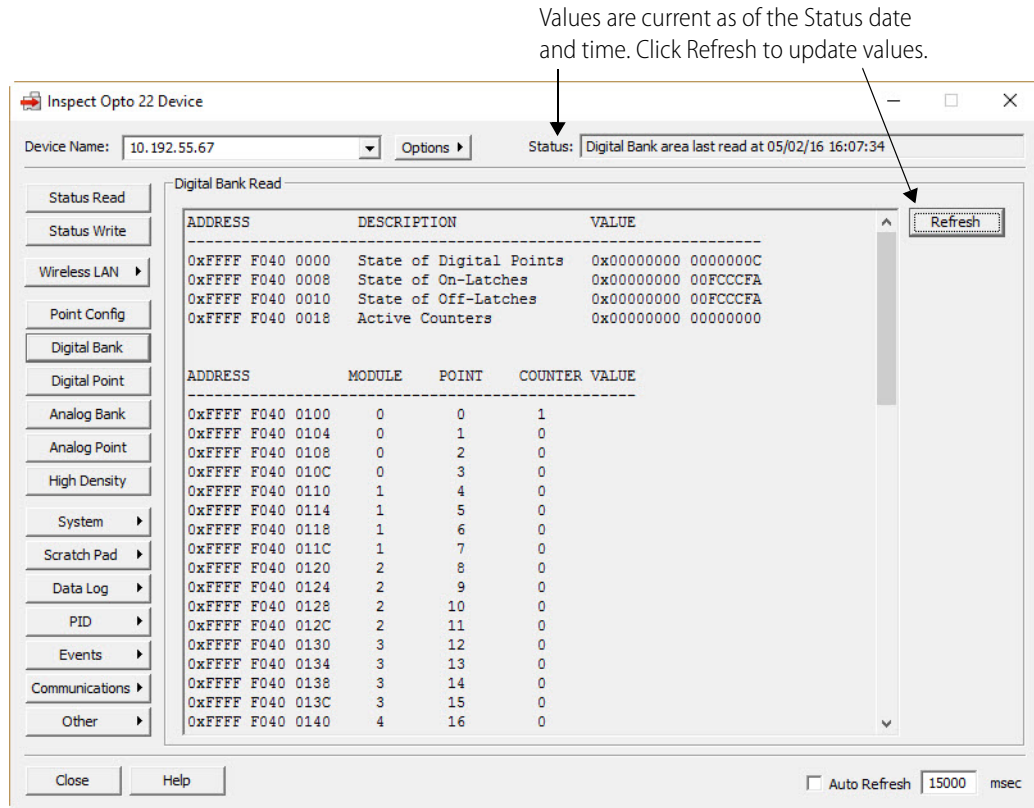 Values are current as of the Status date
and time. Click Refresh to update values.
Inspect Opto 22 Device
Device Name: 10.192.55.67 Options Status: Digital Bank area last read at 05/02/16 16:07:34
Status Read
Status Write
Wireless LAN
Point Config
Digital Bank
Digital Point
Analog Bank
Analog Point
High Density
System
Scratch Pad
Data Log
PID
Events
Communications
Other
Digital Bank Read
ADDRESS DESCRIPTION VALUE
0xFFFF F040 0000 State of Digital Points 0x00000000 0000000C
0xFFFF F040 0008 State of On-Latches 0x00000000 00FCCCFA
0xFFFF F040 0010 State of Off-Latches 0x00000000 00FCCCFA
0xFFFF F040 0018 Active Counters 0x00000000 00000000
ADDRESS MODULE POINT COUNTER VALUE
0xFFFF F040 0100 0 0 1
0xFFFF F040 0104 0 1 0
0xFFFF F040 0108 0 2 0
0xFFFF F040 010C 0 3 0
0xFFFF F040 0110 1 4 0
0xFFFF F040 0114 1 5 0
0xFFFF F040 0118 1 6 0
0xFFFF F040 011C 1 7 0
0xFFFF F040 0120 2 8 0
0xFFFF F040 0124 2 9 0
0xFFFF F040 0128 2 10 0
0xFFFF F040 012C 2 11 0
0xFFFF F040 0130 3 12 0
0xFFFF F040 0134 3 13 0
0xFFFF F040 0138 3 14 0
0xFFFF F040 013C 3 15 0
0xFFFF F040 0140 4 16 0
Refresh
Close Help Auto Refresh 15000 msec